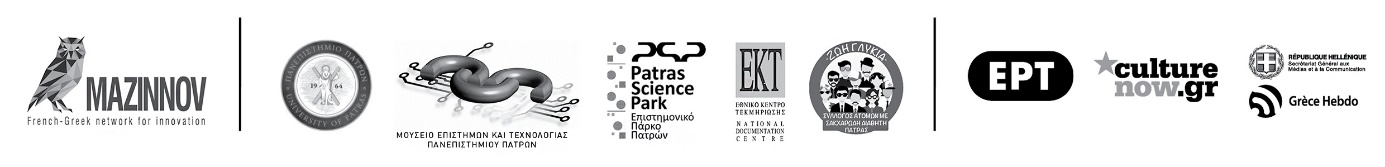 MAZINNOV
French-Greek network for innovation
ΠΑΝΕΠΙΣΤΗΜΙΟ ΠΑΤΡΩΝ
19 64
UNIVERSITY OF PATRAS
ΜΟΥΣΕΙΟ ΕΠΙΣΤΗΜΩΝ ΚΑΙ ΤΕΧΝΟΛΟΓΙΑΣ
ΠΑΝΕΠΙΣΤΗΜΙΟΥ ΠΑΤΡΩΝ
Patras
Science
Park
Επιστημονικό
Πάρκο
Πατρών
ΕΚΤ
ΕΘΝΙΚΟ ΚΕΝΤΡΟ
ΤΕΚΜΗΡΙΩΣΗΣ
NATIONAL
DOCUMENTATION
CENTRE
"ΖΩΗ ΓΛΥΚΙΑ"
ΣΥΛΛΟΓΟΣ ΑΤΟΜΩΝ ΜΕ
ΣΑΚΧΑΡΩΔΗ ΔΙΑΒΗΤΗ
ΠΑΤΡΑΣ
ΕΡΤ
culture
now.gr
RÉPUBLIQUE HELLÉNIQUE
Secrétariat Général aux
Médias et à la Communication
Grèce Hebdo